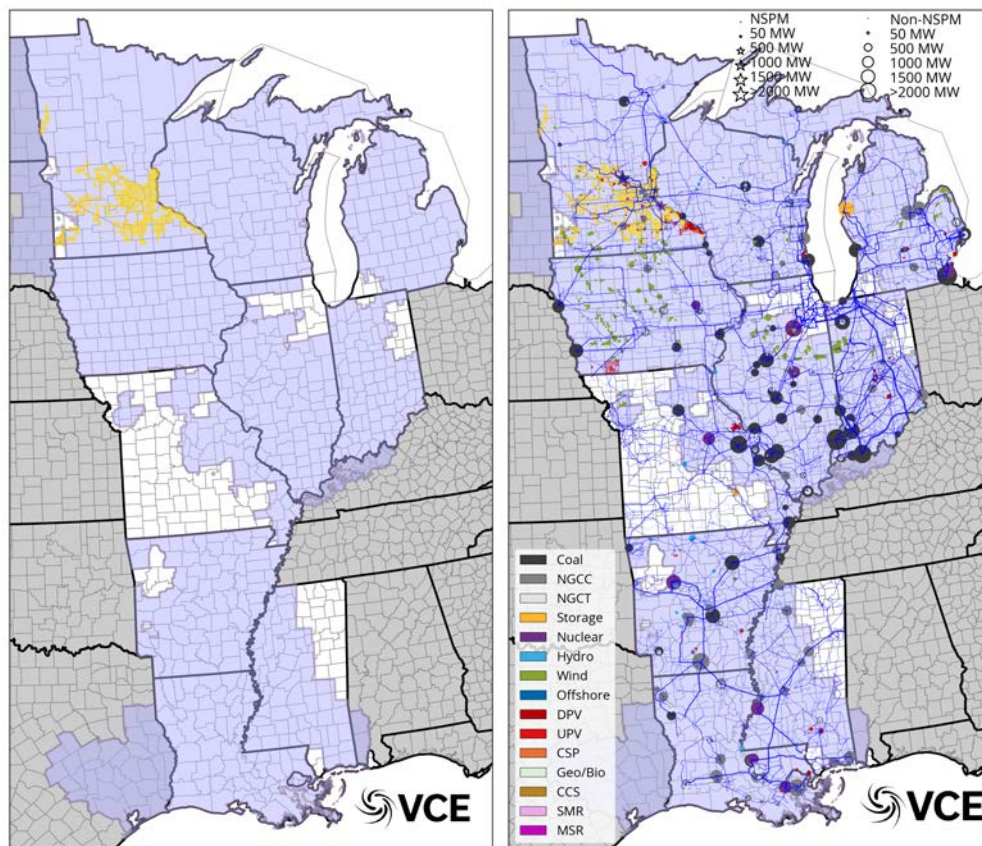 NSPM
50 MW
500 MW
1000 MW
1500 MW
>2000 MW
Non-NSPM
50 MW
500 MW
1000 MW
1500 MW
>2000 MW
Coal
NGCC
NGCT
Storage
Nuclear
Hydro
Wind
Offshore
DPV
UPV
CSP
Geo/Bio
CCS
SMR
MSR
VCE
VCE